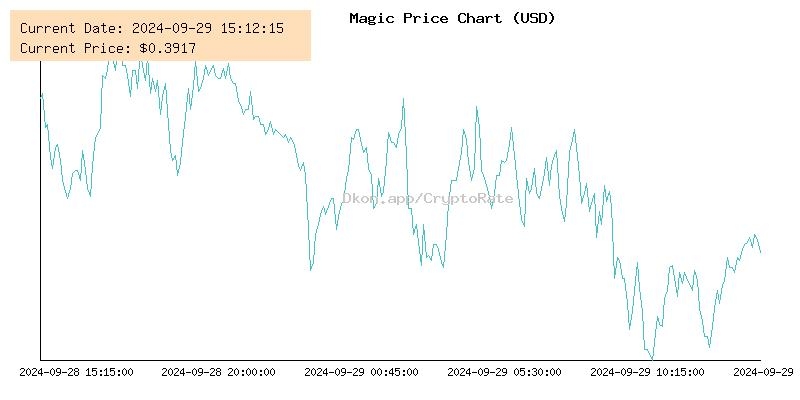 Magic Price Chart (USD)
Current Date: 2024-09-29 15:12:15
Current Price: $0.3917
Dkon.app/CryptoRate
2024-09-28 15:15:00 2024-09-28 20:00:00 2024-09-29 00:45:00 2024-09-29 05:30:00 2024-09-29 10:15:00 2024-09-29